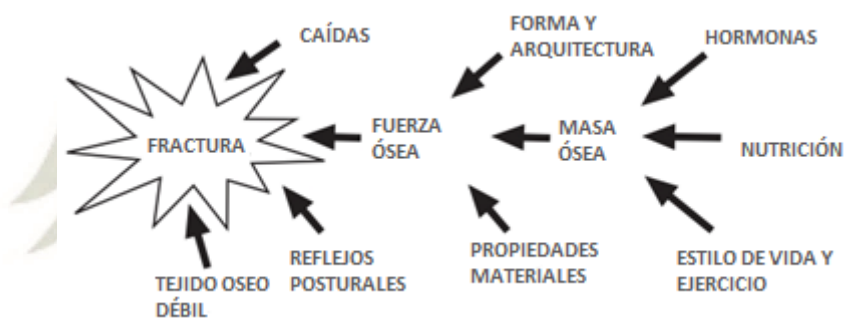 CAÍDAS
FORMA Y
ARQUITECTURA
HORMONAS
FRACTURA
FUERZA
ÓSEA
MASA
ÓSEA
NUTRICIÓN
TEJIDO OSEO
DÉBIL
REFLEJOS
POSTURALES
PROPIEDADES
MATERIALES
ESTILO DE VIDA Y
EJERCICIO